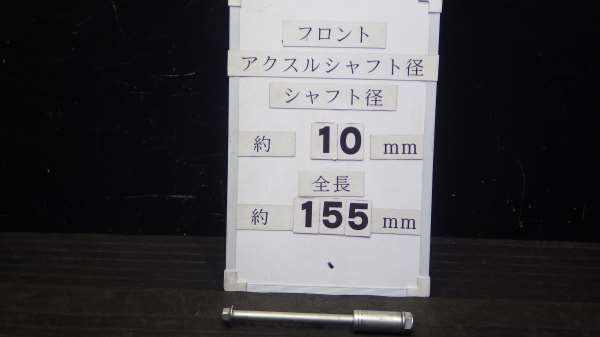 フロント
アクスルシャフト径
シャフト径
約 10 mm
全長
約 155 mm